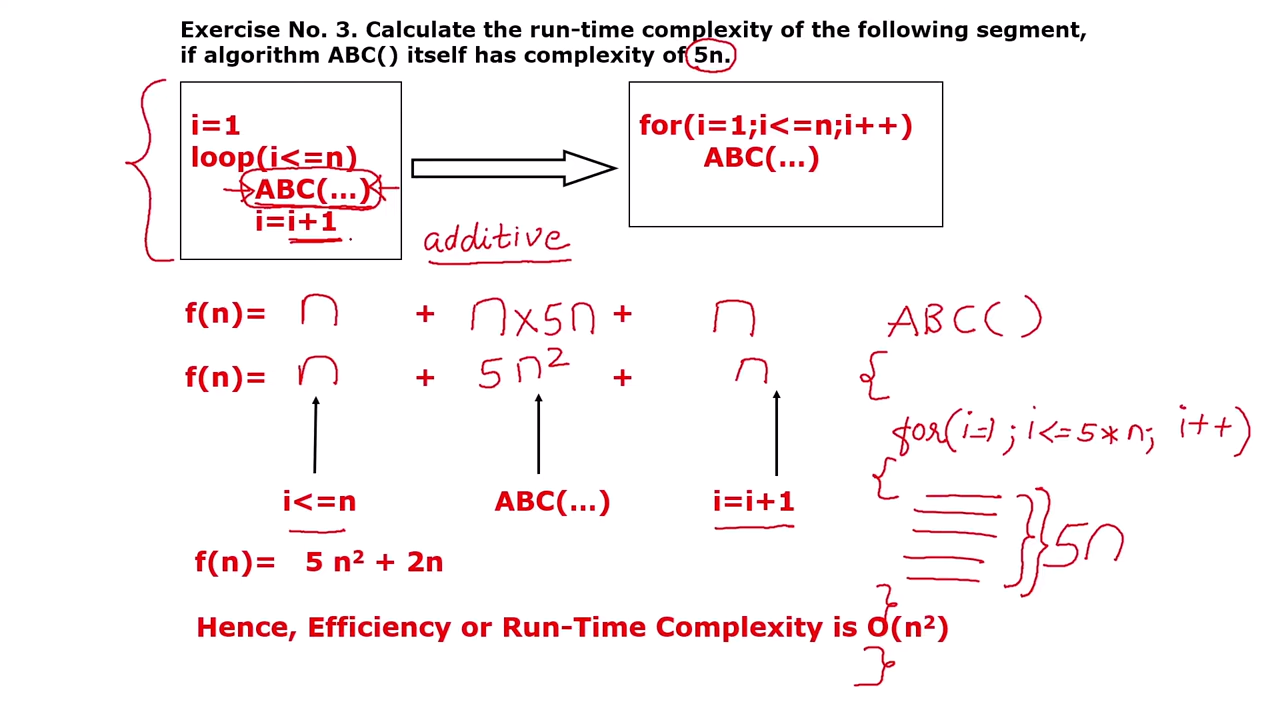 Exercise No. 3. Calculate the run-time complexity of the following segment,
if algorithm ABC() itself has complexity of 5n.
i=1
loop(i<=n)
ABC(...)
i=i+1
for(i=1;i<=n;i++)
ABC(...)
additive
f(n)= n + n×5n + n
f(n)= n + 5n² + n
i<=n ABC(...) i=i+1
f(n)= 5 n² + 2n
Hence, Efficiency or Run-Time Complexity is O(n²)
ABC()
{
for(i=1; i<=5*n; i++)
{
}} 5n
}
}